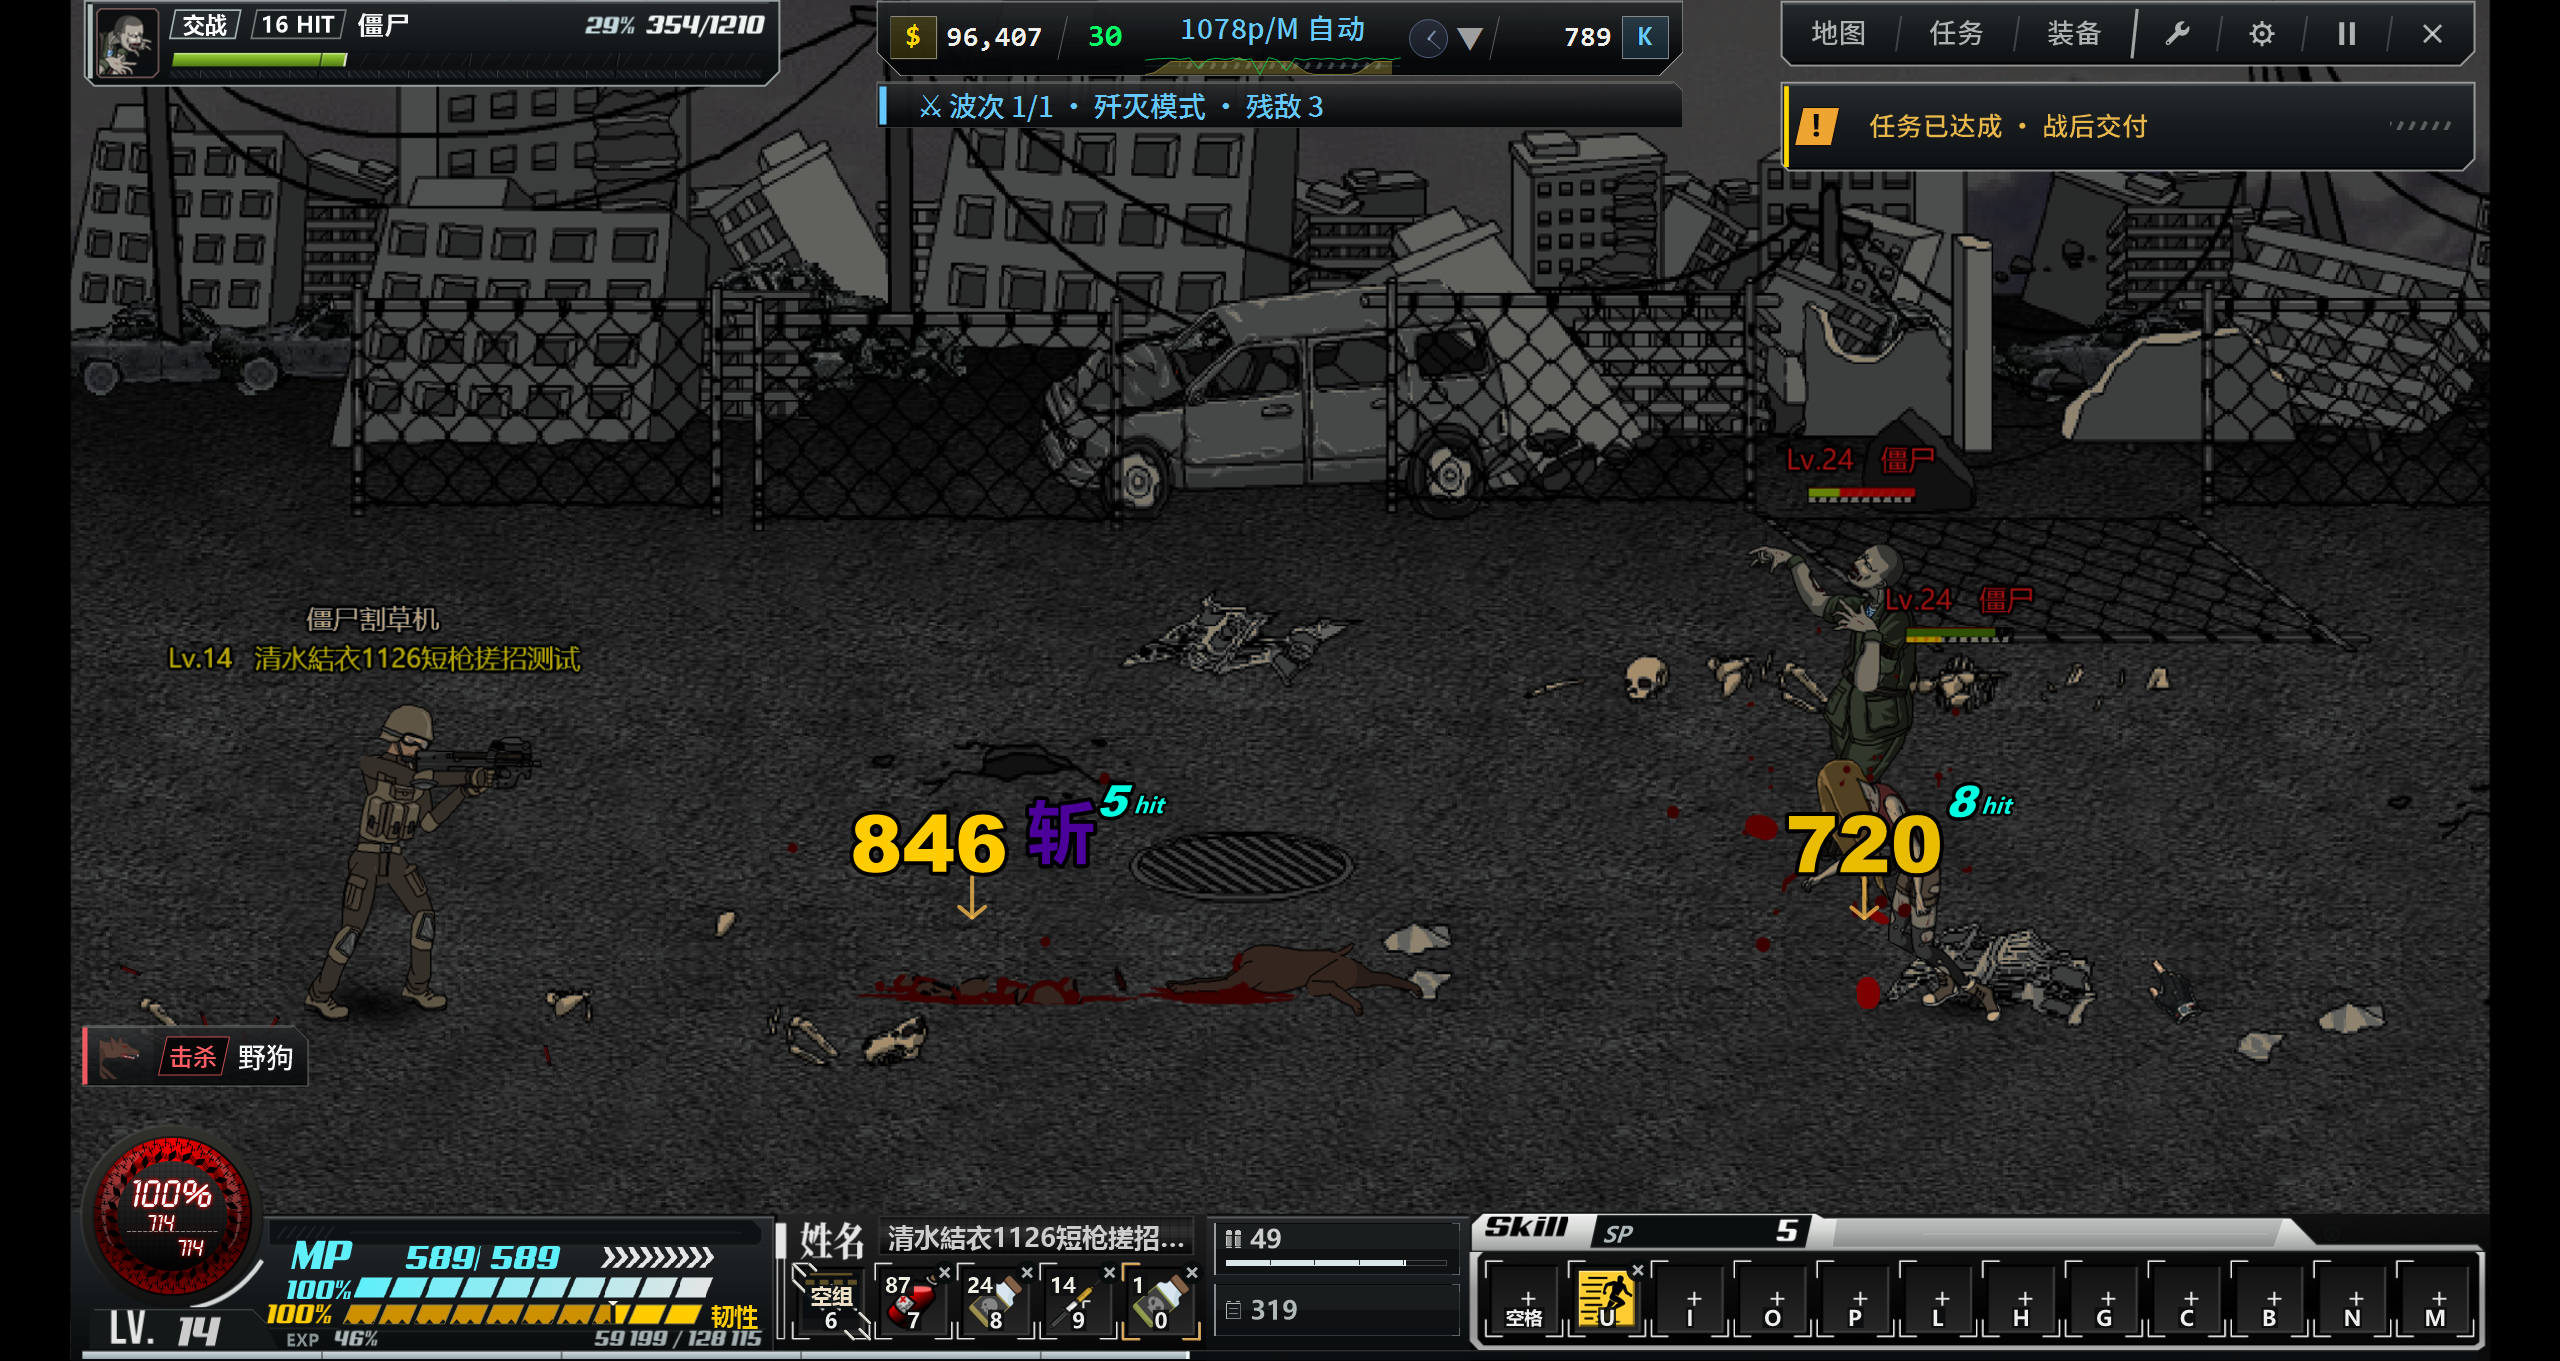 交战 16 HIT 僵尸 29% 354/1210
$ 96,407 30 1078p/M 自动 789 K
波次 1/1 · 歼灭模式 · 残敌 3
地图 任务 装备
! 任务已达成 · 战后交付
Lv.24 僵尸
Lv.24 僵尸
僵尸割草机
Lv.14 清水結衣1126短枪搓招测试
846 斩 5 hit
720 8 hit
击杀 野狗
100%
714
714
MP 589/ 589
100%
100% 韧性
LV. 14 EXP 46% 59199 / 128115
姓名 清水結衣1126短枪搓招...
空组 6
87 7
24 8
14 9
1 0
49
319
Skill SP 5
空格 U I O P L H G C B N M